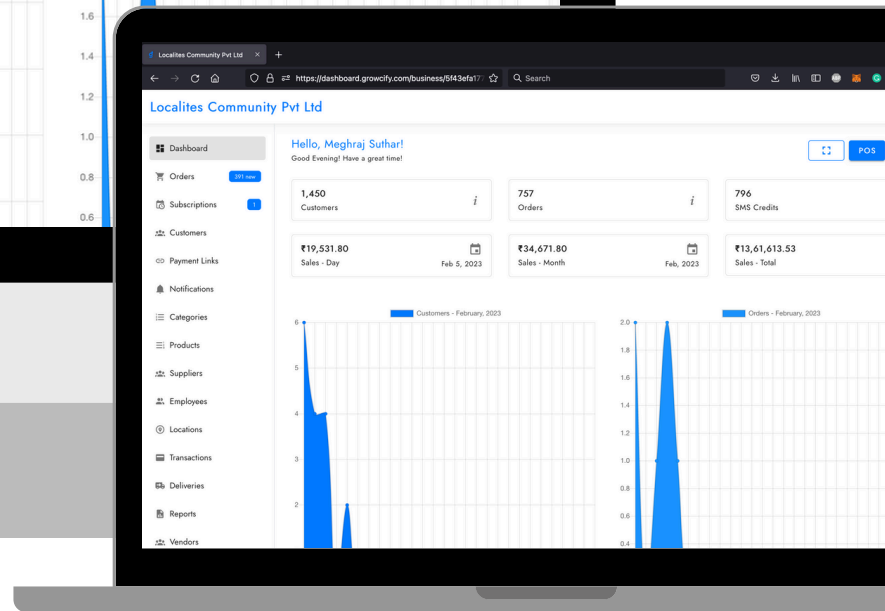 1.6
1.4
1.2
1.0
0.8
0.6
Localites Community Pvt Ltd
https://dashboard.growcify.com/business/5f43efa17
Search
Localites Community Pvt Ltd
Dashboard
Orders 391 new
Subscriptions 1
Customers
Payment Links
Notifications
Categories
Products
Suppliers
Employees
Locations
Transactions
Deliveries
Reports
Vendors
Hello, Meghraj Suthar!
Good Evening! Have a great time!
POS
1,450
Customers
757
Orders
796
SMS Credits
₹19,531.80
Sales - Day Feb 5, 2023
₹34,671.80
Sales - Month Feb, 2023
₹13,61,613.53
Sales - Total
Customers - February, 2023
6
5
4
3
2
Orders - February, 2023
2.0
1.8
1.6
1.4
1.2
1.0
0.8
0.6
0.4